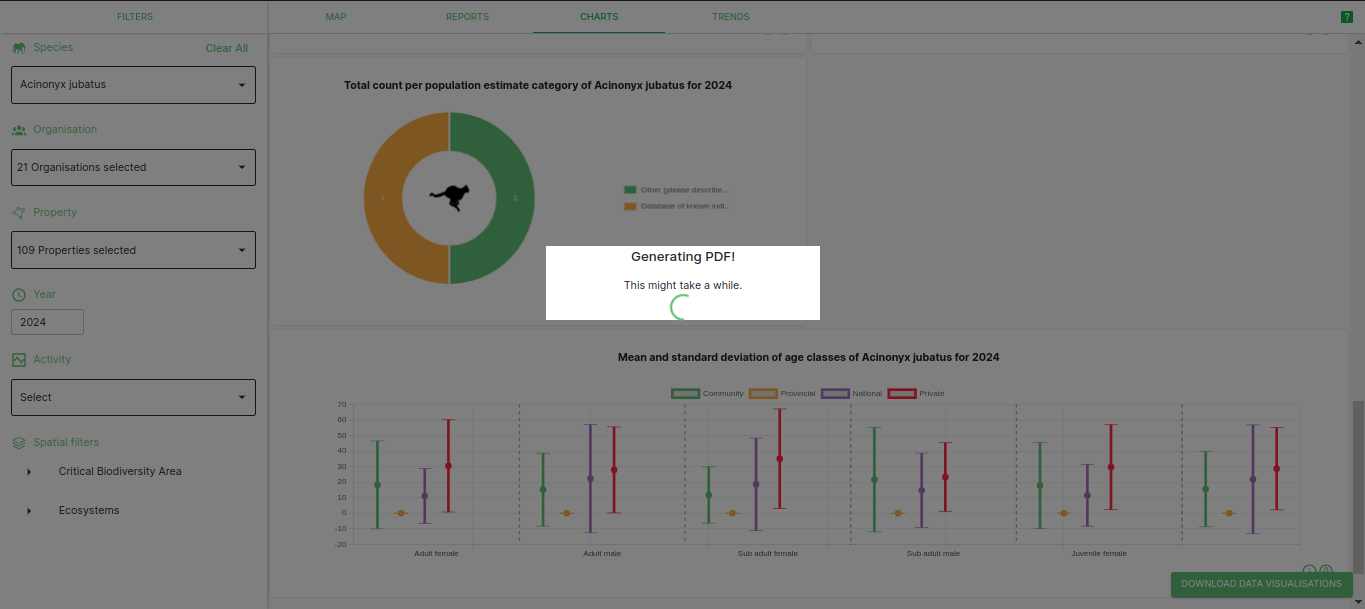 FILTERS
MAP
REPORTS
CHARTS
TRENDS
?
Species
Clear All
Acinonyx jubatus
Organisation
21 Organisations selected
Property
109 Properties selected
Year
2024
Activity
Select
Spatial filters
Critical Biodiversity Area
Ecosystems
Total count per population estimate category of Acinonyx jubatus for 2024
1
1
Other (please describe...
Database of known indi...
Generating PDF!
This might take a while.
Mean and standard deviation of age classes of Acinonyx jubatus for 2024
Community
Provincial
National
Private
70
60
50
40
30
20
10
0
-10
-20
Adult female
Adult male
Sub adult female
Sub adult male
Juvenile female
DOWNLOAD DATA VISUALISATIONS